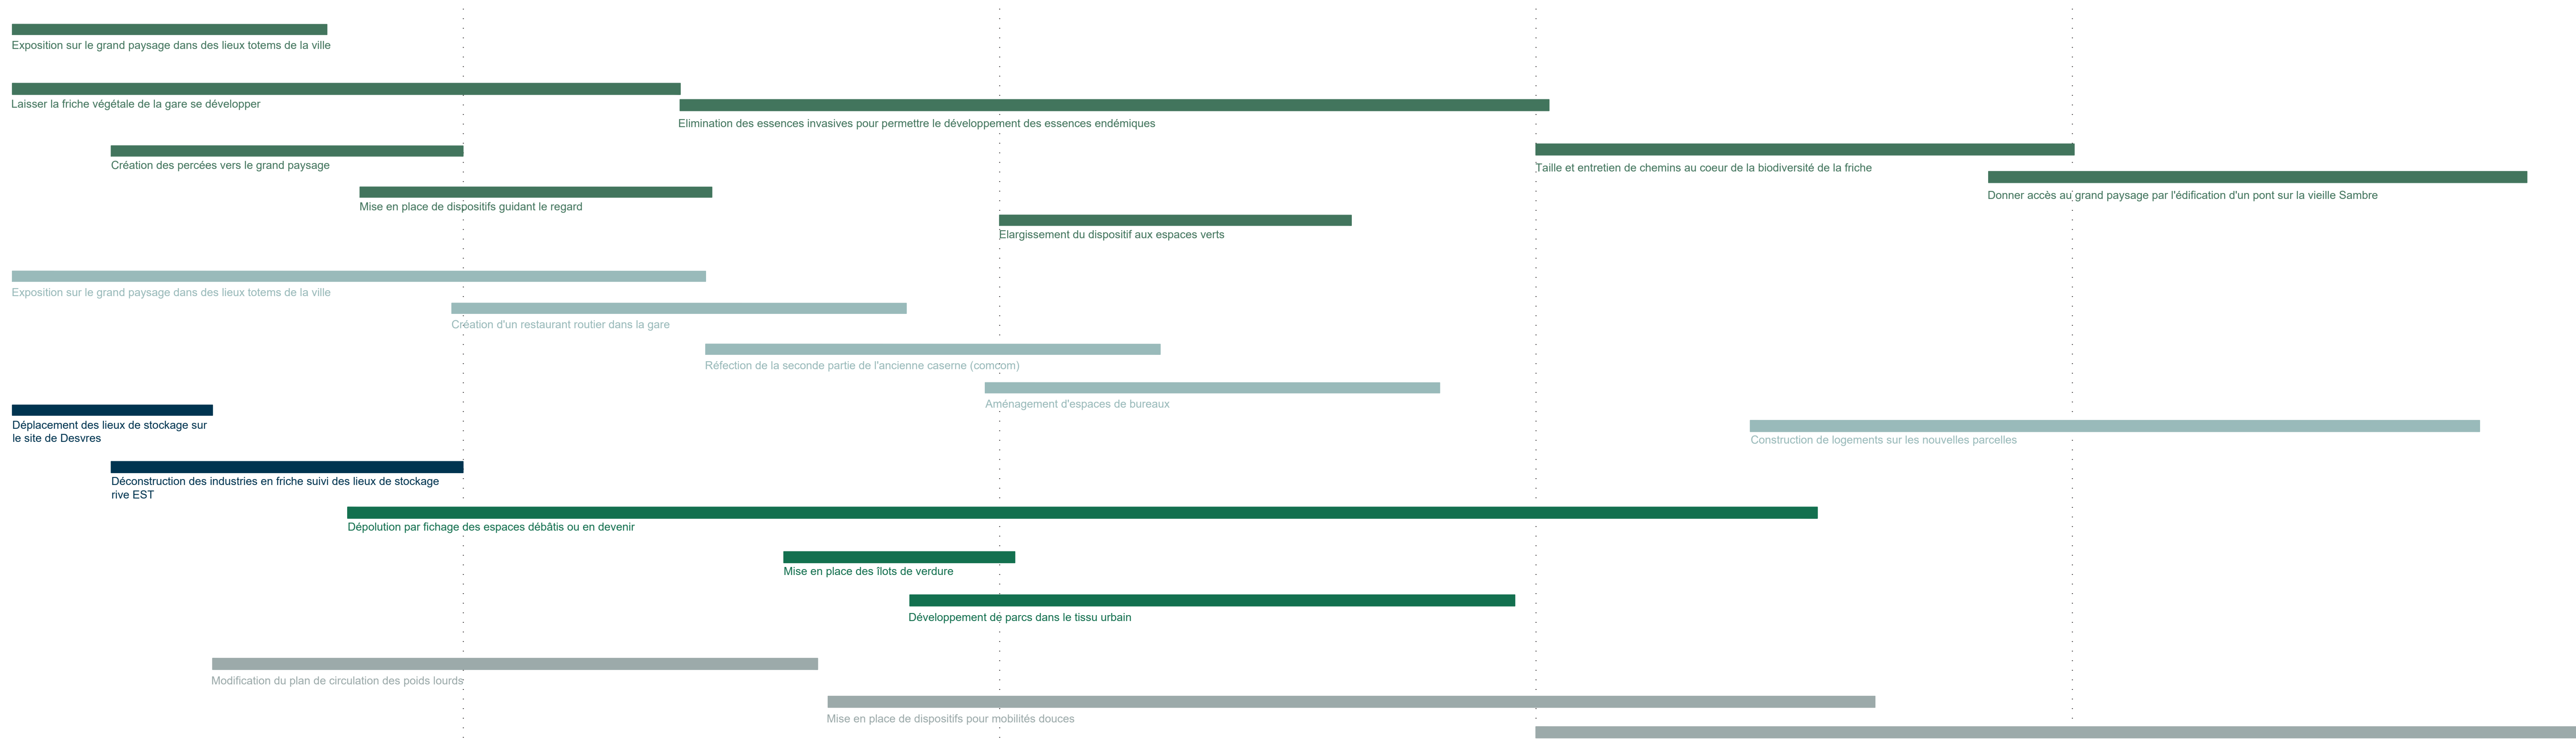 Exposition sur le grand paysage dans des lieux totems de la ville
Laisser la friche végétale de la gare se développer
Elimination des essences invasives pour permettre le développement des essences endémiques
Création des percées vers le grand paysage
Taille et entretien de chemins au coeur de la biodiversité de la friche
Donner accès au grand paysage par l'édification d'un pont sur la vieille Sambre
Mise en place de dispositifs guidant le regard
Elargissement du dispositif aux espaces verts
Exposition sur le grand paysage dans des lieux totems de la ville
Création d'un restaurant routier dans la gare
Réfection de la seconde partie de l'ancienne caserne (comcom)
Aménagement d'espaces de bureaux
Déplacement des lieux de stockage sur
le site de Desvres
Construction de logements sur les nouvelles parcelles
Déconstruction des industries en friche suivi des lieux de stockage
rive EST
Dépolution par fichage des espaces débâtis ou en devenir
Mise en place des îlots de verdure
Développement de parcs dans le tissu urbain
Modification du plan de circulation des poids lourds
Mise en place de dispositifs pour mobilités douces